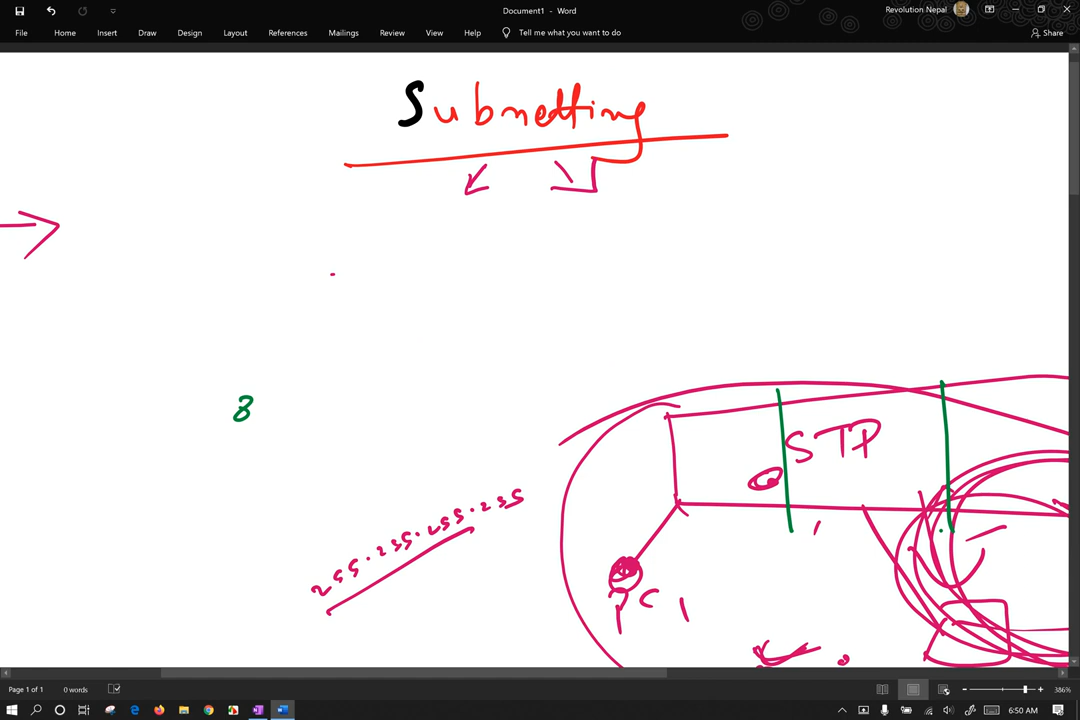 Document1 - Word
Revolution Nepal
File Home Insert Draw Design Layout References Mailings Review View Help Tell me what you want to do
Share
Subnetting
8
STP
255.255.255.255
PC 1
Page 1 of 1 0 words
386%
6:50 AM